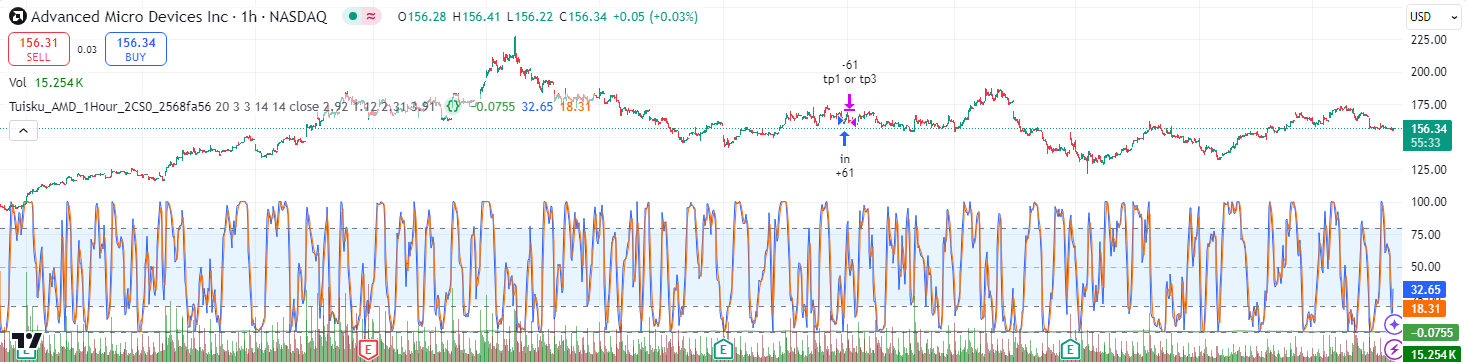 Advanced Micro Devices Inc · 1h · NASDAQ O156.28 H156.41 L156.22 C156.34 +0.05 (+0.03%)
USD
156.31 SELL
0.03
156.34 BUY
Vol 15.254 K
Tuisku_AMD_1Hour_2CS0_2568fa56 20 3 3 14 14 close 2.92 1.12 2.31 3.91 −0.0755 32.65 18.31
-61
tp1 or tp3
in
+61
225.00
200.00
175.00
156.34
55:33
125.00
100.00
75.00
50.00
32.65
18.31
−0.0755
15.254 K
E
E
E
E